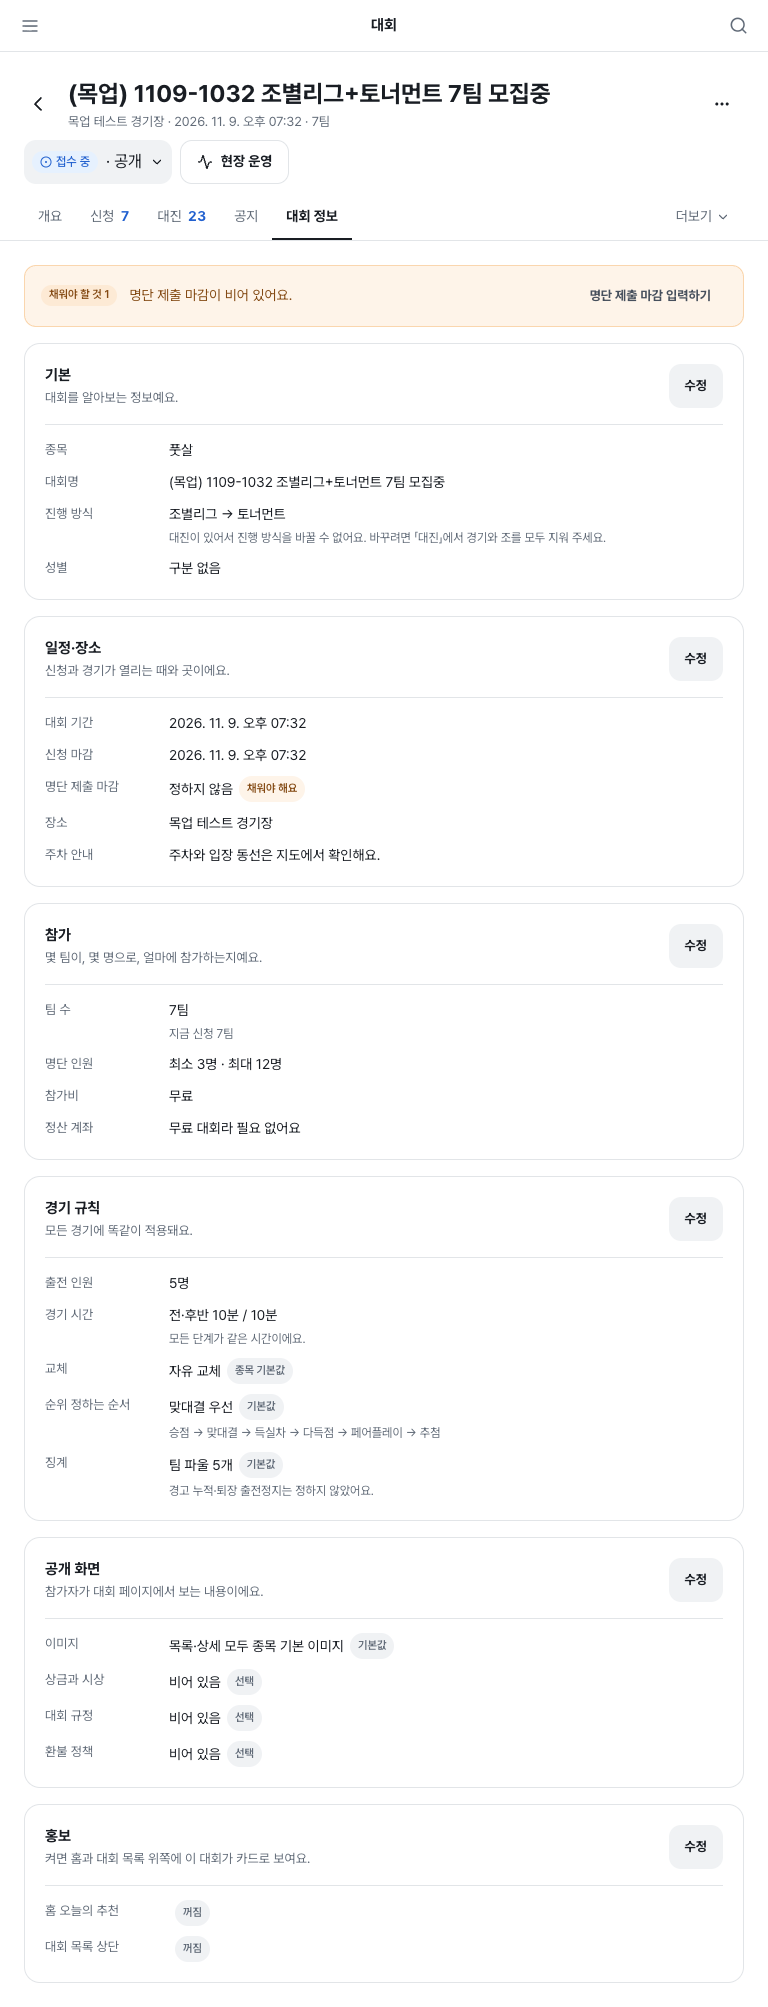 대회
(목업) 1109-1032 조별리그+토너먼트 7팀 모집중
목업 테스트 경기장 · 2026. 11. 9. 오후 07:32 · 7팀
접수 중 · 공개
현장 운영
개요 신청 7 대진 23 공지 대회 정보 더보기
채워야 할 것 1 명단 제출 마감이 비어 있어요. 명단 제출 마감 입력하기
기본
대회를 알아보는 정보예요.
수정
종목 풋살
대회명 (목업) 1109-1032 조별리그+토너먼트 7팀 모집중
진행 방식 조별리그 → 토너먼트
대진이 있어서 진행 방식을 바꿀 수 없어요. 바꾸려면 「대진」에서 경기와 조를 모두 지워 주세요.
성별 구분 없음
일정·장소
신청과 경기가 열리는 때와 곳이에요.
수정
대회 기간 2026. 11. 9. 오후 07:32
신청 마감 2026. 11. 9. 오후 07:32
명단 제출 마감 정하지 않음 채워야 해요
장소 목업 테스트 경기장
주차 안내 주차와 입장 동선은 지도에서 확인해요.
참가
몇 팀이, 몇 명으로, 얼마에 참가하는지예요.
수정
팀 수 7팀
지금 신청 7팀
명단 인원 최소 3명 · 최대 12명
참가비 무료
정산 계좌 무료 대회라 필요 없어요
경기 규칙
모든 경기에 똑같이 적용돼요.
수정
출전 인원 5명
경기 시간 전·후반 10분 / 10분
모든 단계가 같은 시간이에요.
교체 자유 교체 종목 기본값
순위 정하는 순서 맞대결 우선 기본값
승점 → 맞대결 → 득실차 → 다득점 → 페어플레이 → 추첨
징계 팀 파울 5개 기본값
경고 누적·퇴장 출전정지는 정하지 않았어요.
공개 화면
참가자가 대회 페이지에서 보는 내용이에요.
수정
이미지 목록·상세 모두 종목 기본 이미지 기본값
상금과 시상 비어 있음 선택
대회 규정 비어 있음 선택
환불 정책 비어 있음 선택
홍보
켜면 홈과 대회 목록 위쪽에 이 대회가 카드로 보여요.
수정
홈 오늘의 추천 꺼짐
대회 목록 상단 꺼짐